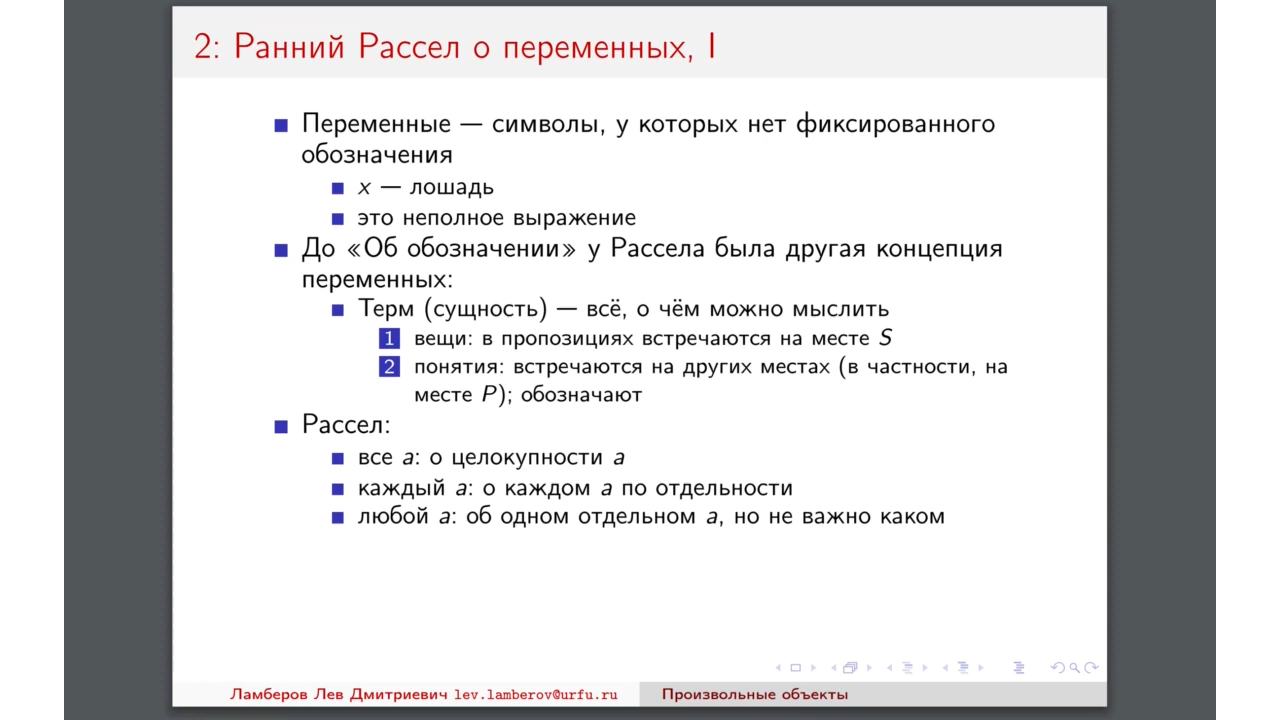 2: Ранний Рассел о переменных, I
Переменные — символы, у которых нет фиксированного
обозначения
x — лошадь
это неполное выражение
До «Об обозначении» у Рассела была другая концепция
переменных:
Терм (сущность) — всё, о чём можно мыслить
1 вещи: в пропозициях встречаются на месте S
2 понятия: встречаются на других местах (в частности, на
месте P); обозначают
Рассел:
все a: о целокупности a
каждый a: о каждом a по отдельности
любой a: об одном отдельном a, но не важно каком
Ламберов Лев Дмитриевич lev.lamberov@urfu.ru Произвольные объекты